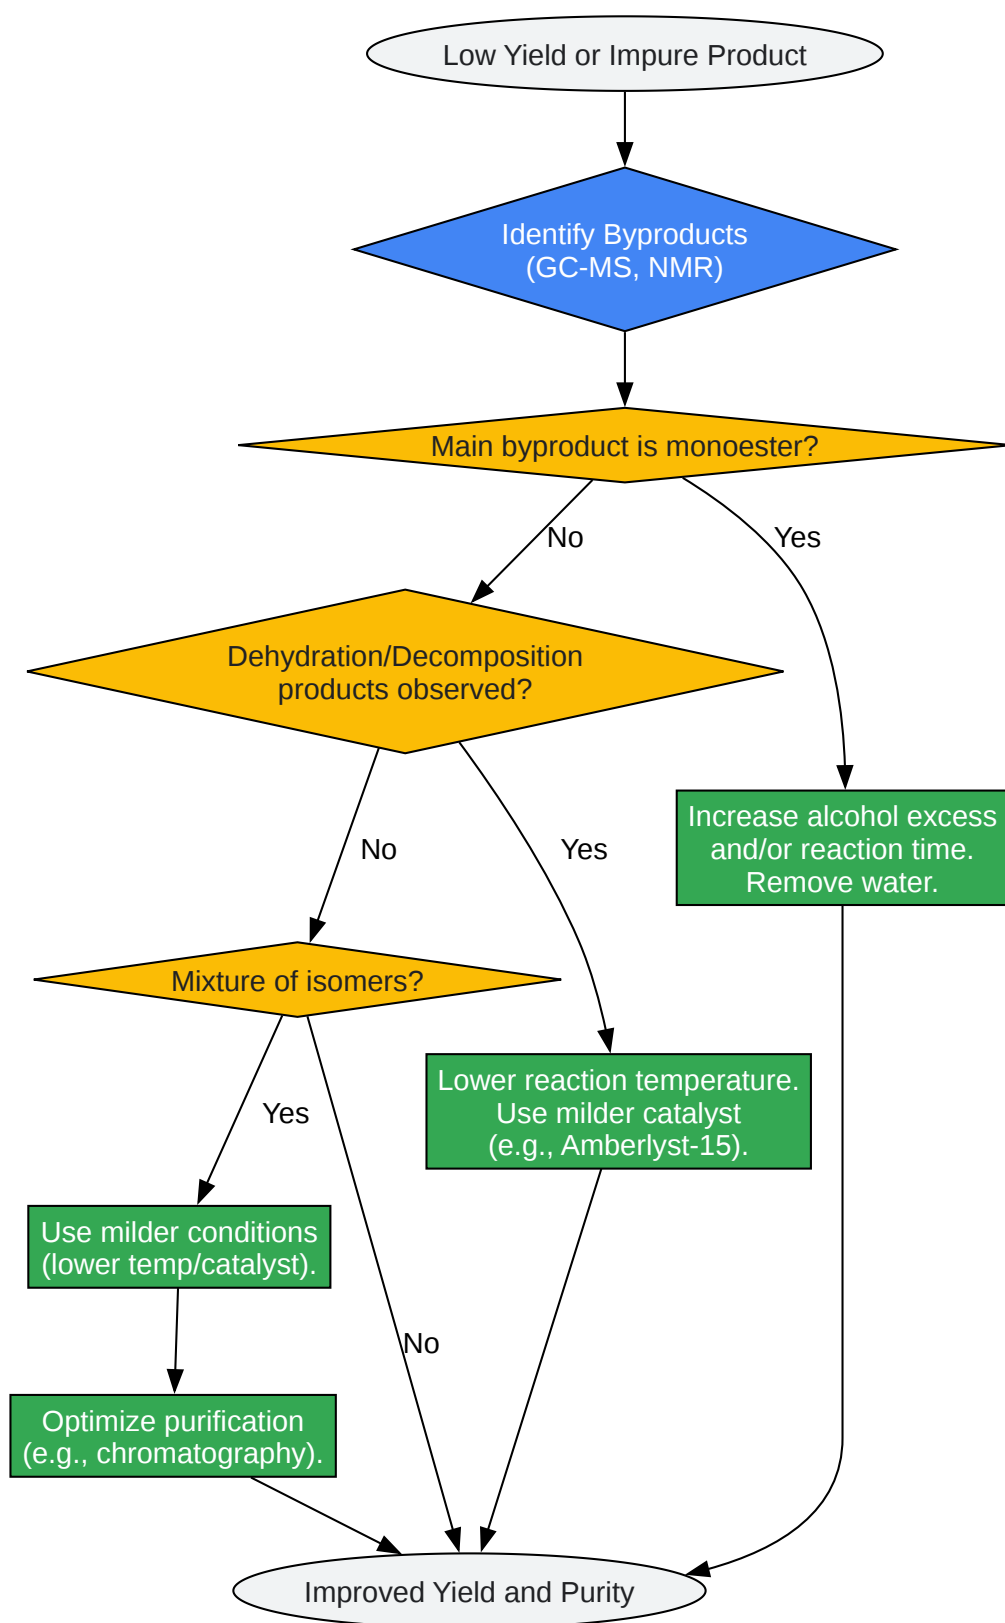 Low Yield or Impure Product
Identify Byproducts
(GC-MS, NMR)
Main byproduct is monoester?
No
Yes
Dehydration/Decomposition
products observed?
No
Yes
Increase alcohol excess
and/or reaction time.
Remove water.
Mixture of isomers?
Lower reaction temperature.
Use milder catalyst
(e.g., Amberlyst-15).
Yes
Use milder conditions
(lower temp/catalyst).
No
Optimize purification
(e.g., chromatography).
Improved Yield and Purity